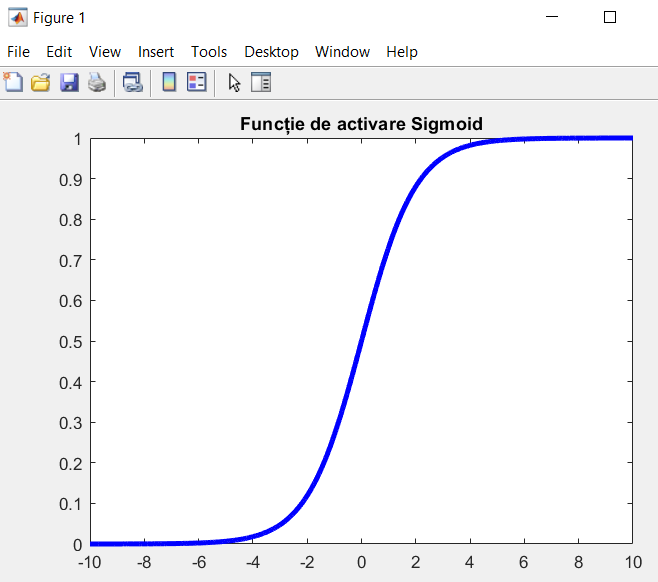 Figure 1
File Edit View Insert Tools Desktop Window Help
Funcție de activare Sigmoid
1
0.9
0.8
0.7
0.6
0.5
0.4
0.3
0.2
0.1
0
-10 -8 -6 -4 -2 0 2 4 6 8 10